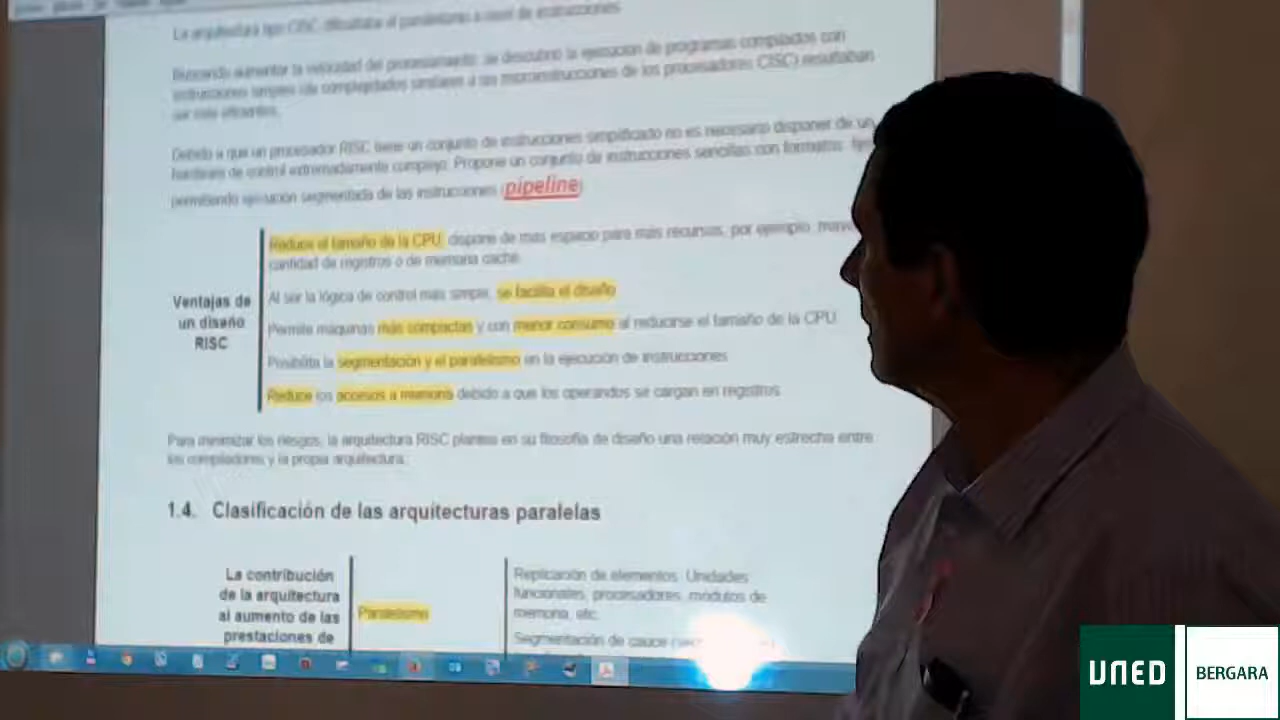 La arquitectura tipo CISC dificultaba el paralelismo a nivel de instrucciones
Buscando aumentar la velocidad de procesamiento se descubrió la ejecución de programas compilados con
instrucciones simples (de complejidades similares a las microinstrucciones de los procesadores CISC) resultaban
ser más eficientes.
Debido a que un procesador RISC tiene un conjunto de instrucciones simplificado no es necesario disponer de un
hardware de control extremadamente complejo. Propone un conjunto de instrucciones sencillas con formatos
permitiendo ejecución segmentada de las instrucciones (pipeline)
Reduce el tamaño de la CPU, dispone de más espacio para más recursos, por ejemplo,
cantidad de registros o de memoria caché
Al ser la lógica de control más simple, se facilita el diseño
Ventajas de
un diseño
RISC
Permite máquinas más compactas y con menor consumo al reducirse el tamaño de la CPU
Posibilita la segmentación y el paralelismo en la ejecución de instrucciones
Reduce los accesos a memoria debido a que los operandos se cargan en registros
Para minimizar los riesgos, la arquitectura RISC plantea en su filosofía de diseño una relación muy estrecha entre
los compiladores y la propia arquitectura.
1.4. Clasificación de las arquitecturas paralelas
La contribución
de la arquitectura
al aumento de las
prestaciones de
Paralelismo
Replicación de elementos: Unidades
funcionales, procesadores, módulos de
memoria, etc.
Segmentación de cauce
UNED
BERGARA